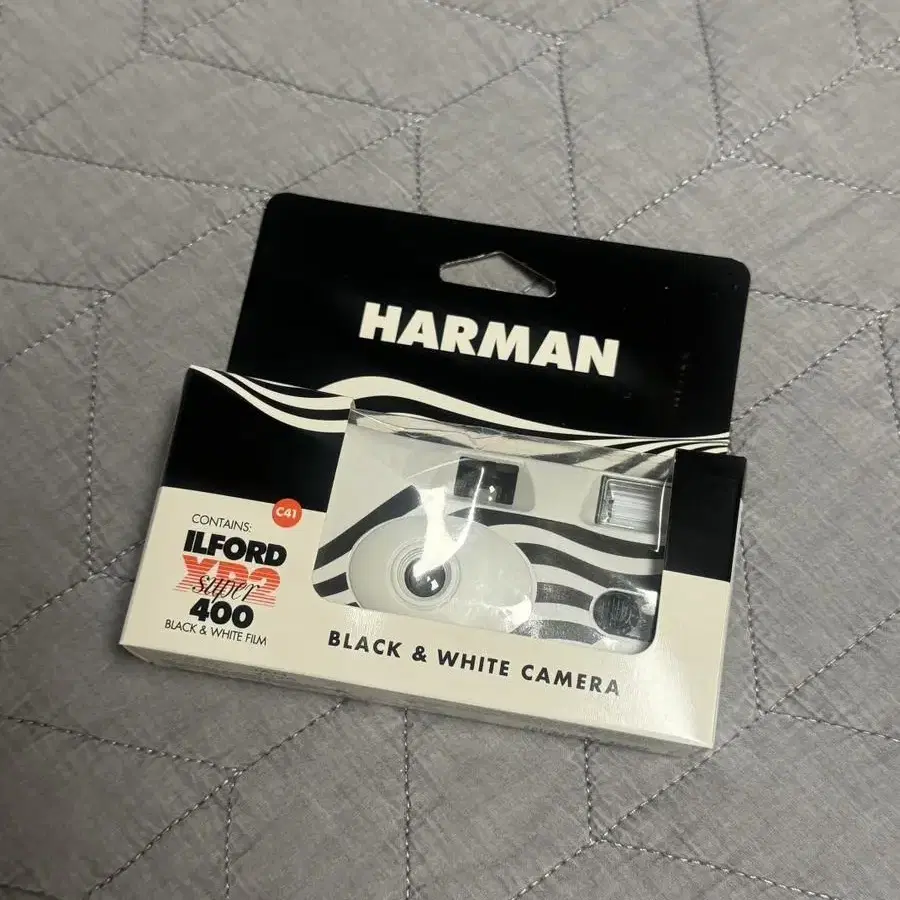 HARMAN
C41
CONTAINS:
ILFORD
XP2
super
400
BLACK & WHITE FILM
BLACK & WHITE CAMERA